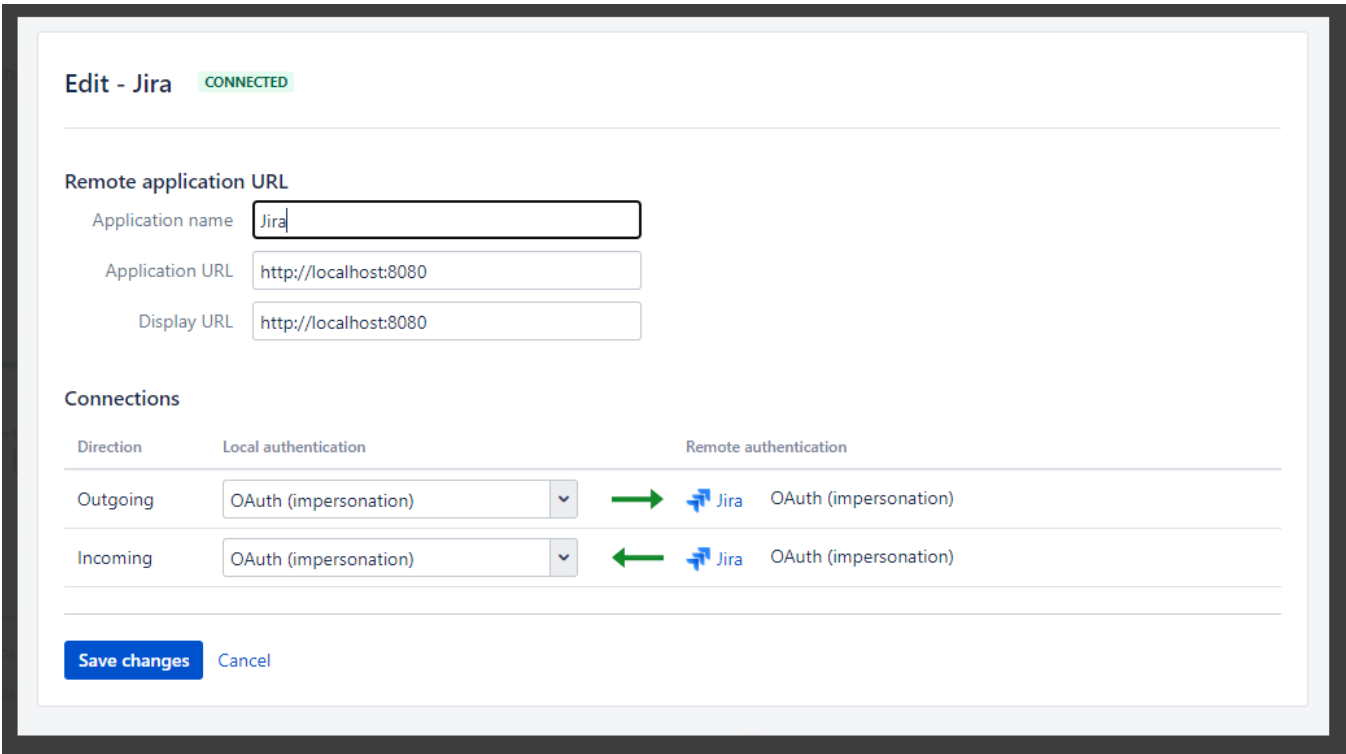 Edit - Jira CONNECTED
Remote application URL
Application name Jira
Application URL http://localhost:8080
Display URL http://localhost:8080
Connections
Direction Local authentication Remote authentication
Outgoing OAuth (impersonation) Jira OAuth (impersonation)
Incoming OAuth (impersonation) Jira OAuth (impersonation)
Save changes Cancel